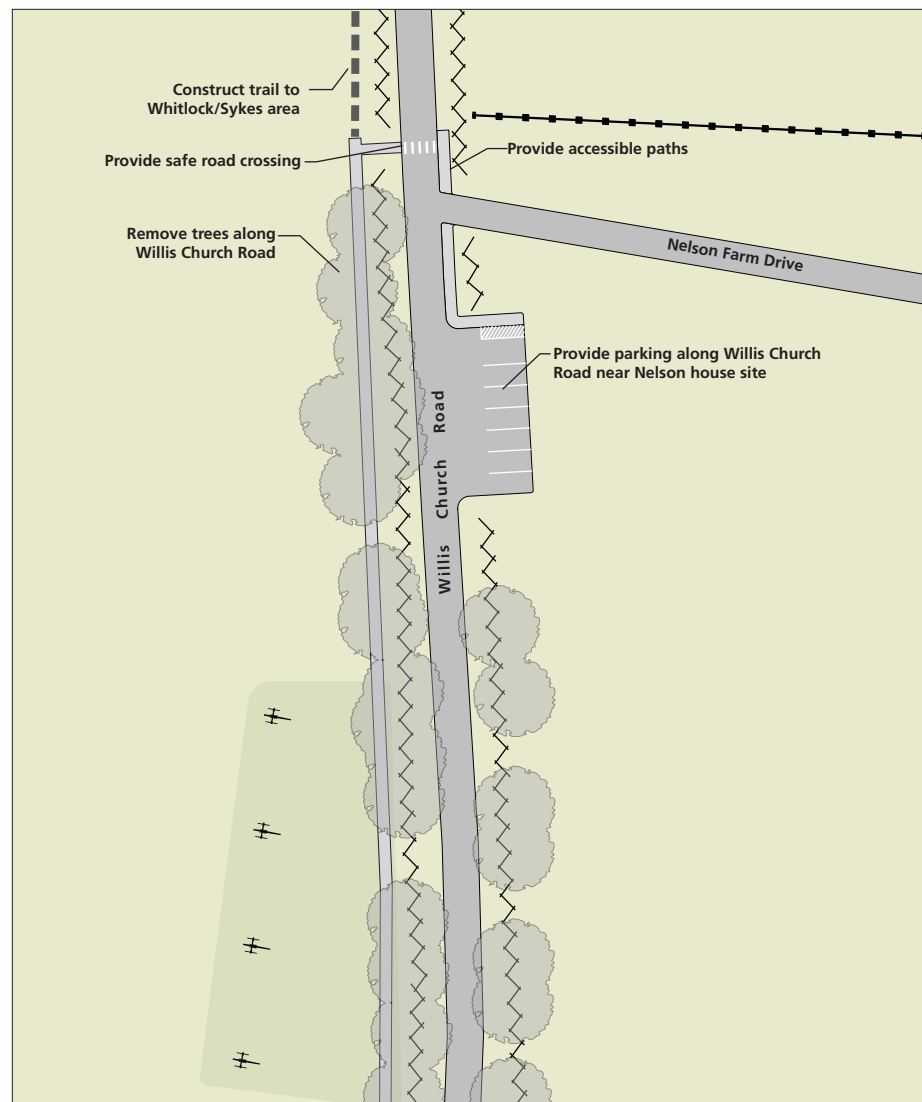 Construct trail to
Whitlock/Sykes area
Provide safe road crossing
Provide accessible paths
Remove trees along
Willis Church Road
Nelson Farm Drive
Provide parking along Willis Church
Road near Nelson house site
Willis Church Road